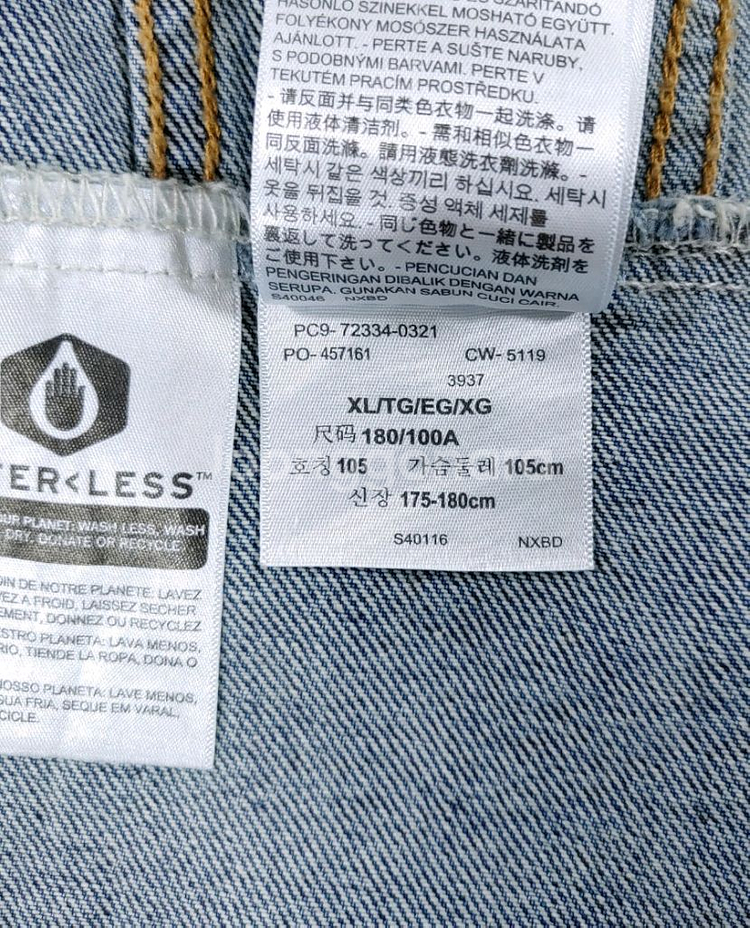 HASONLÓ SZINEKKEL MOSHATÓ EGYÜTT.
FOLYÉKONY MOSÓSZER HASZNÁLATA
AJÁNLOTT. - PERTE A SUŠTE NARUBY,
S PODOBNÝMI BARVAMI. PERTE V
TEKUTÉM PRACÍM PROSTŘEDKU.
- 请反面并与同类色衣物一起洗涤。请
使用液体清洁剂。- 需和相似色衣物一
同反面洗滌。請用液態洗衣劑洗滌。-
세탁시 같은 색상끼리 하십시요. 세탁시
옷을 뒤집을 것. 중성 액체 세제를
사용하세요. - 同じ色物と一緒に製品を
裏返して洗ってください。液体洗剤を
ご使用下さい。- PENCUCIAN DAN
PENGERINGAN DIBALIK DENGAN WARNA
SERUPA. GUNAKAN SABUN CUCI CAIR.
S40046 NXBD
PC9- 72334-0321
PO- 457161 CW- 5119
3937
XL/TG/EG/XG
尺码 180/100A
호칭 105 가슴둘레 105cm
신장 175-180cm
S40116 NXBD
TER<LESS™
OUR PLANET: WASH LESS, WASH
DRY, DONATE OR RECYCLE
OIN DE NOTRE PLANETE: LAVEZ
VEZ A FROID, LAISSEZ SECHER
EMENT, DONNEZ OU RECYCLEZ
ESTRO PLANETA: LAVA MENOS,
RIO, TIENDE LA ROPA, DONA O
NOSSO PLANETA: LAVE MENOS,
GUA FRIA, SEQUE EM VARAL,
CICLE.